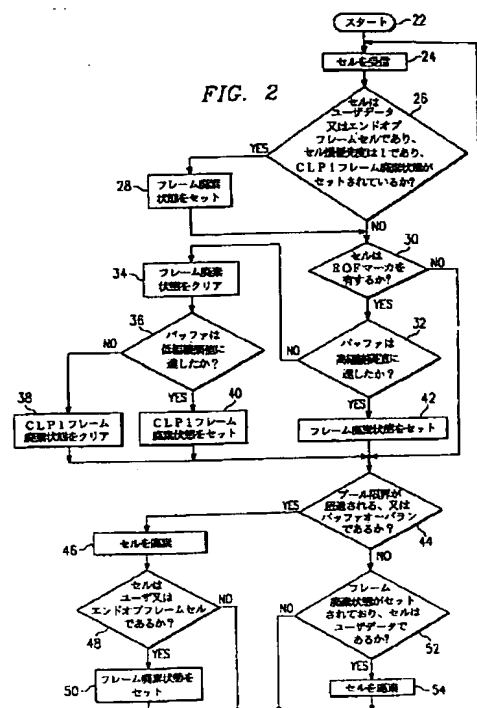 スタート
22
セルを受信
24
FIG. 2
セルは
ユーザデータ
又はエンドオブ
フレームセルであり、
セル損失優先度は1であり、
CLP1フレーム廃棄状態が
セットされているか?
26
YES
NO
28
フレーム廃棄
状態をセット
セルは
EOFマーカを
有するか?
30
NO
YES
34
フレーム廃棄
状態をクリア
バッファは
に
達したか?
32
NO
YES
36
バッファは
に
達したか?
NO
YES
38
CLP1フレーム
廃棄状態をクリア
40
CLP1フレーム
廃棄状態をセット
42
フレーム廃棄状態をセット
プール限界が
超過される、又は
バッファオーバラン
であるか?
44
YES
NO
46
セルを廃棄
セルは
ユーザ又は
エンドオブフレームセル
であるか?
48
NO
YES
フレーム
廃棄状態がセット
されており、セルは
ユーザデータで
あるか?
52
NO
YES
50
フレーム廃棄状態を
セット
セルを廃棄
54